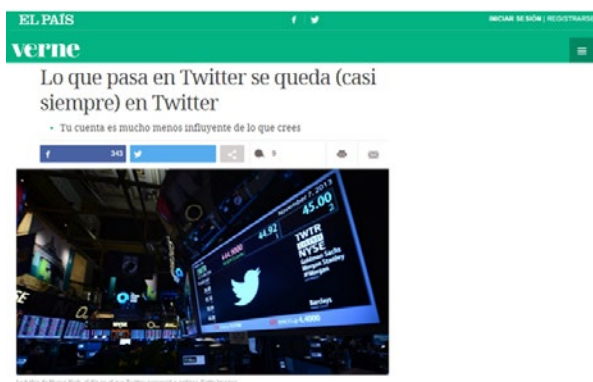 EL PAÍS
INICIAR SESIÓN | REGISTRARSE
verne
Lo que pasa en Twitter se queda (casi
siempre) en Twitter
Tu cuenta es mucho menos influyente de lo que crees
343
9
November 7, 2013
45.00
44.92
TWTR
NYSE
Goldman Sachs
Morgan Stanley
JPMorgan
Barclays